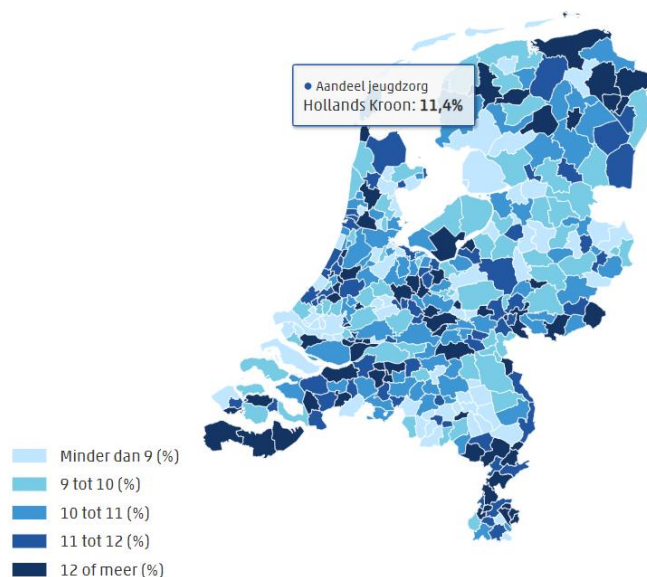 Aandeel jeugdzorg
Hollands Kroon: 11,4%
Minder dan 9 (%)
9 tot 10 (%)
10 tot 11 (%)
11 tot 12 (%)
12 of meer (%)